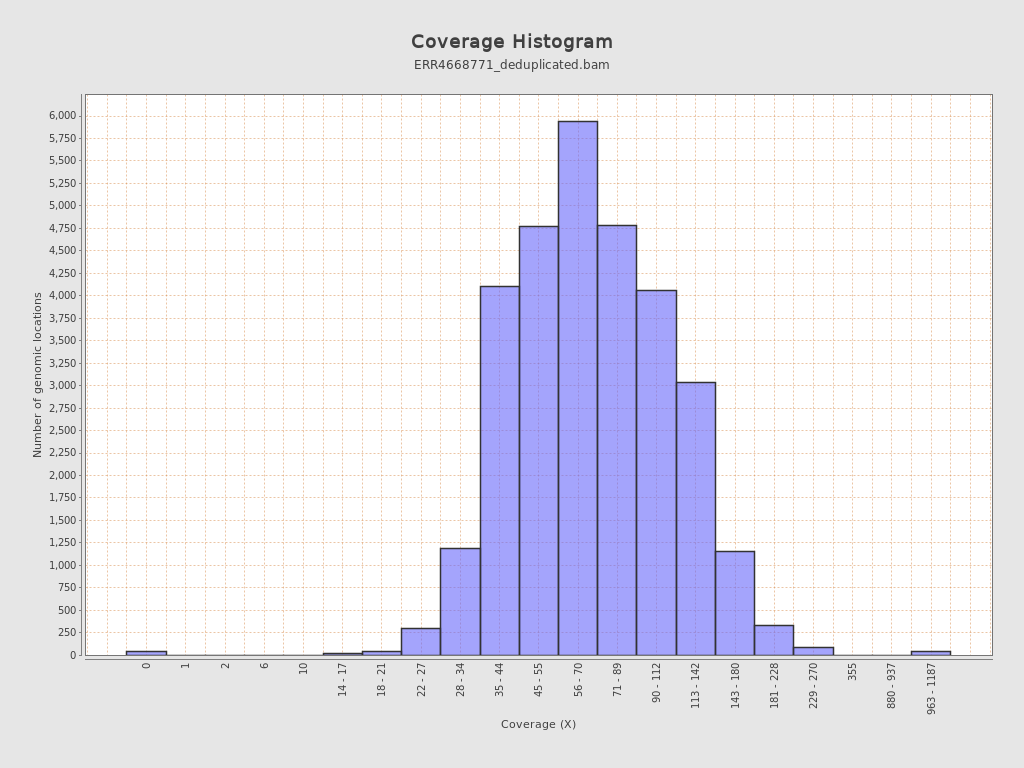 Coverage Histogram
ERR4668771_deduplicated.bam
Number of genomic locations
6,000
5,750
5,500
5,250
5,000
4,750
4,500
4,250
4,000
3,750
3,500
3,250
3,000
2,750
2,500
2,250
2,000
1,750
1,500
1,250
1,000
750
500
250
0
0
1
2
6
10
14 - 17
18 - 21
22 - 27
28 - 34
35 - 44
45 - 55
56 - 70
71 - 89
90 - 112
113 - 142
143 - 180
181 - 228
229 - 270
355
880 - 937
963 - 1187
Coverage (X)